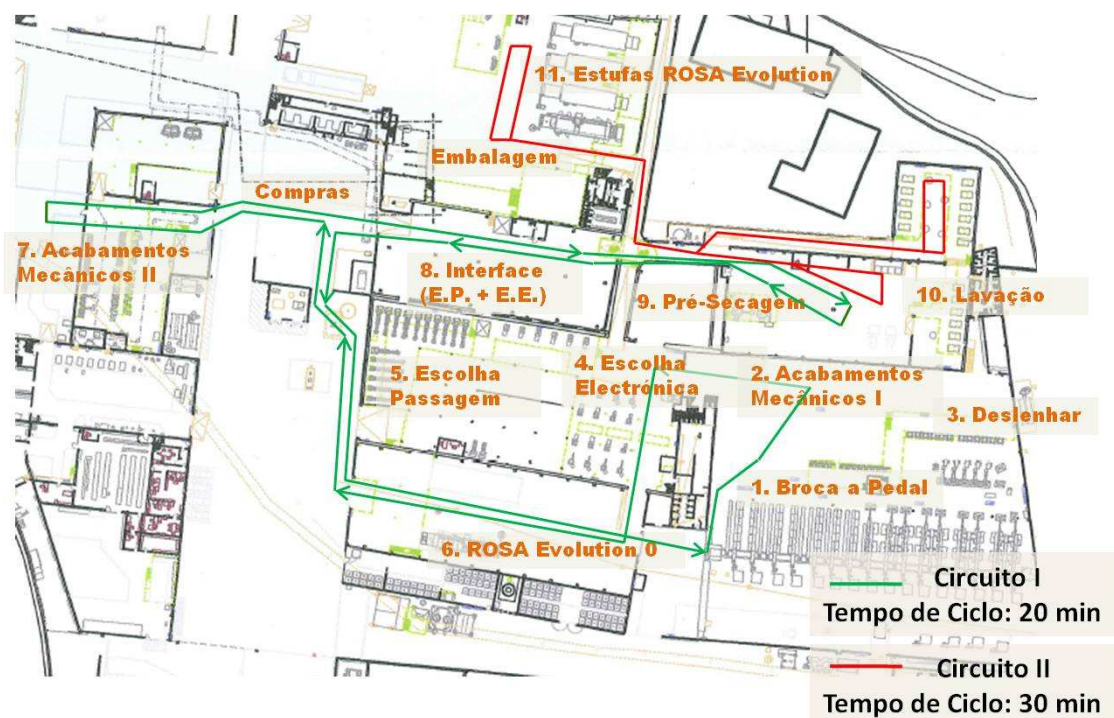 11. Estufas ROSA Evolution
Embalagem
Compras
7. Acabamentos
Mecânicos II
8. Interface
(E.P. + E.E.)
9. Pré-Secagem
10. Lavação
4. Escolha
Electrónica
2. Acabamentos
Mecânicos I
5. Escolha
Passagem
3. Deslenhar
1. Broca a Pedal
6. ROSA Evolution 0
Circuito I
Tempo de Ciclo: 20 min
Circuito II
Tempo de Ciclo: 30 min